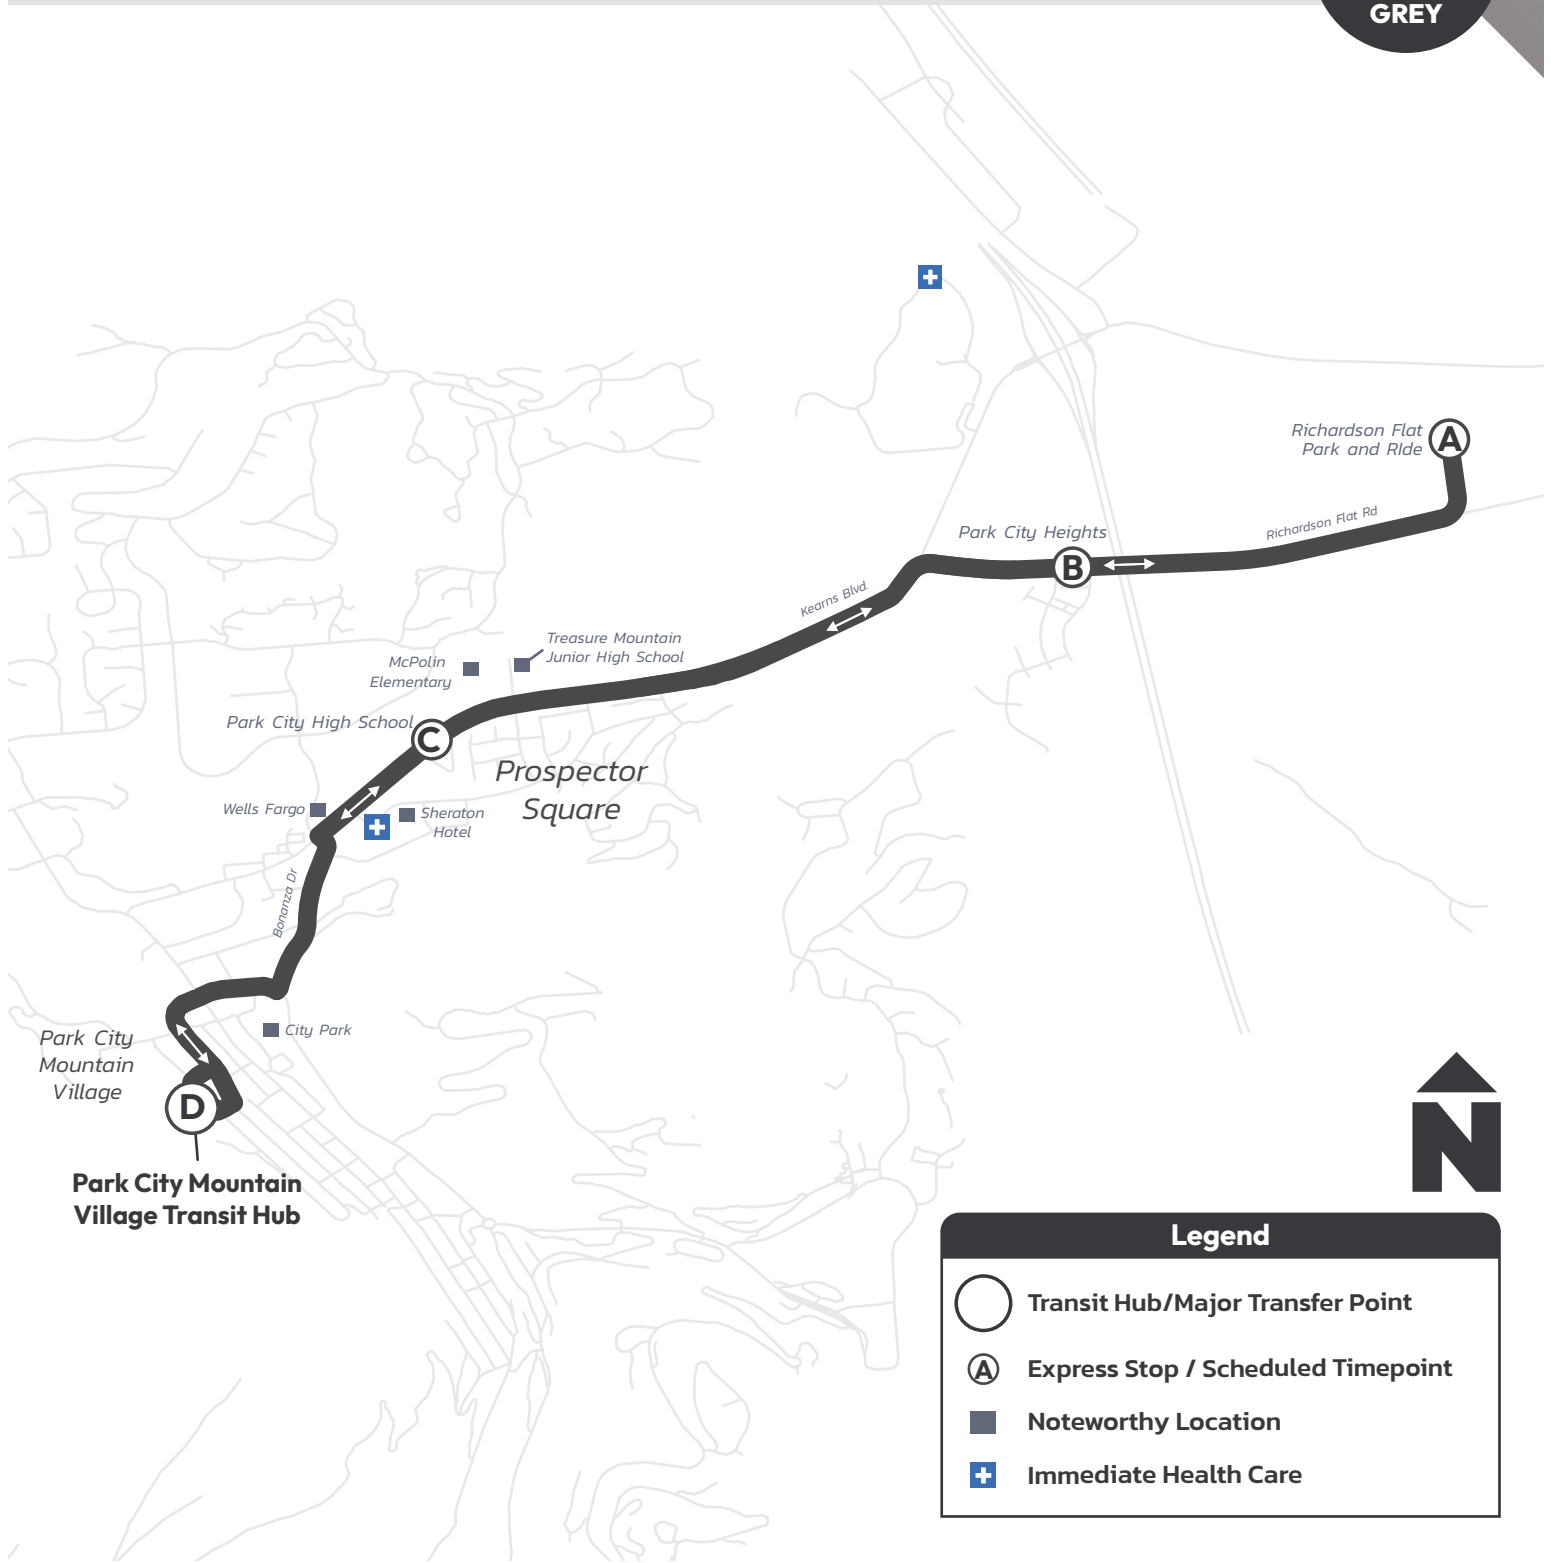 GREY
Richardson Flat
Park and RIde
A
Richardson Flat Rd
Park City Heights
B
Kearns Blvd.
Treasure Mountain
Junior High School
McPolin
Elementary
Park City High School
C
Prospector
Square
Wells Fargo
Sheraton
Hotel
Bonanza Dr
City Park
Park City
Mountain
Village
D
Park City Mountain
Village Transit Hub
N
Legend
Transit Hub/Major Transfer Point
A Express Stop / Scheduled Timepoint
Noteworthy Location
Immediate Health Care